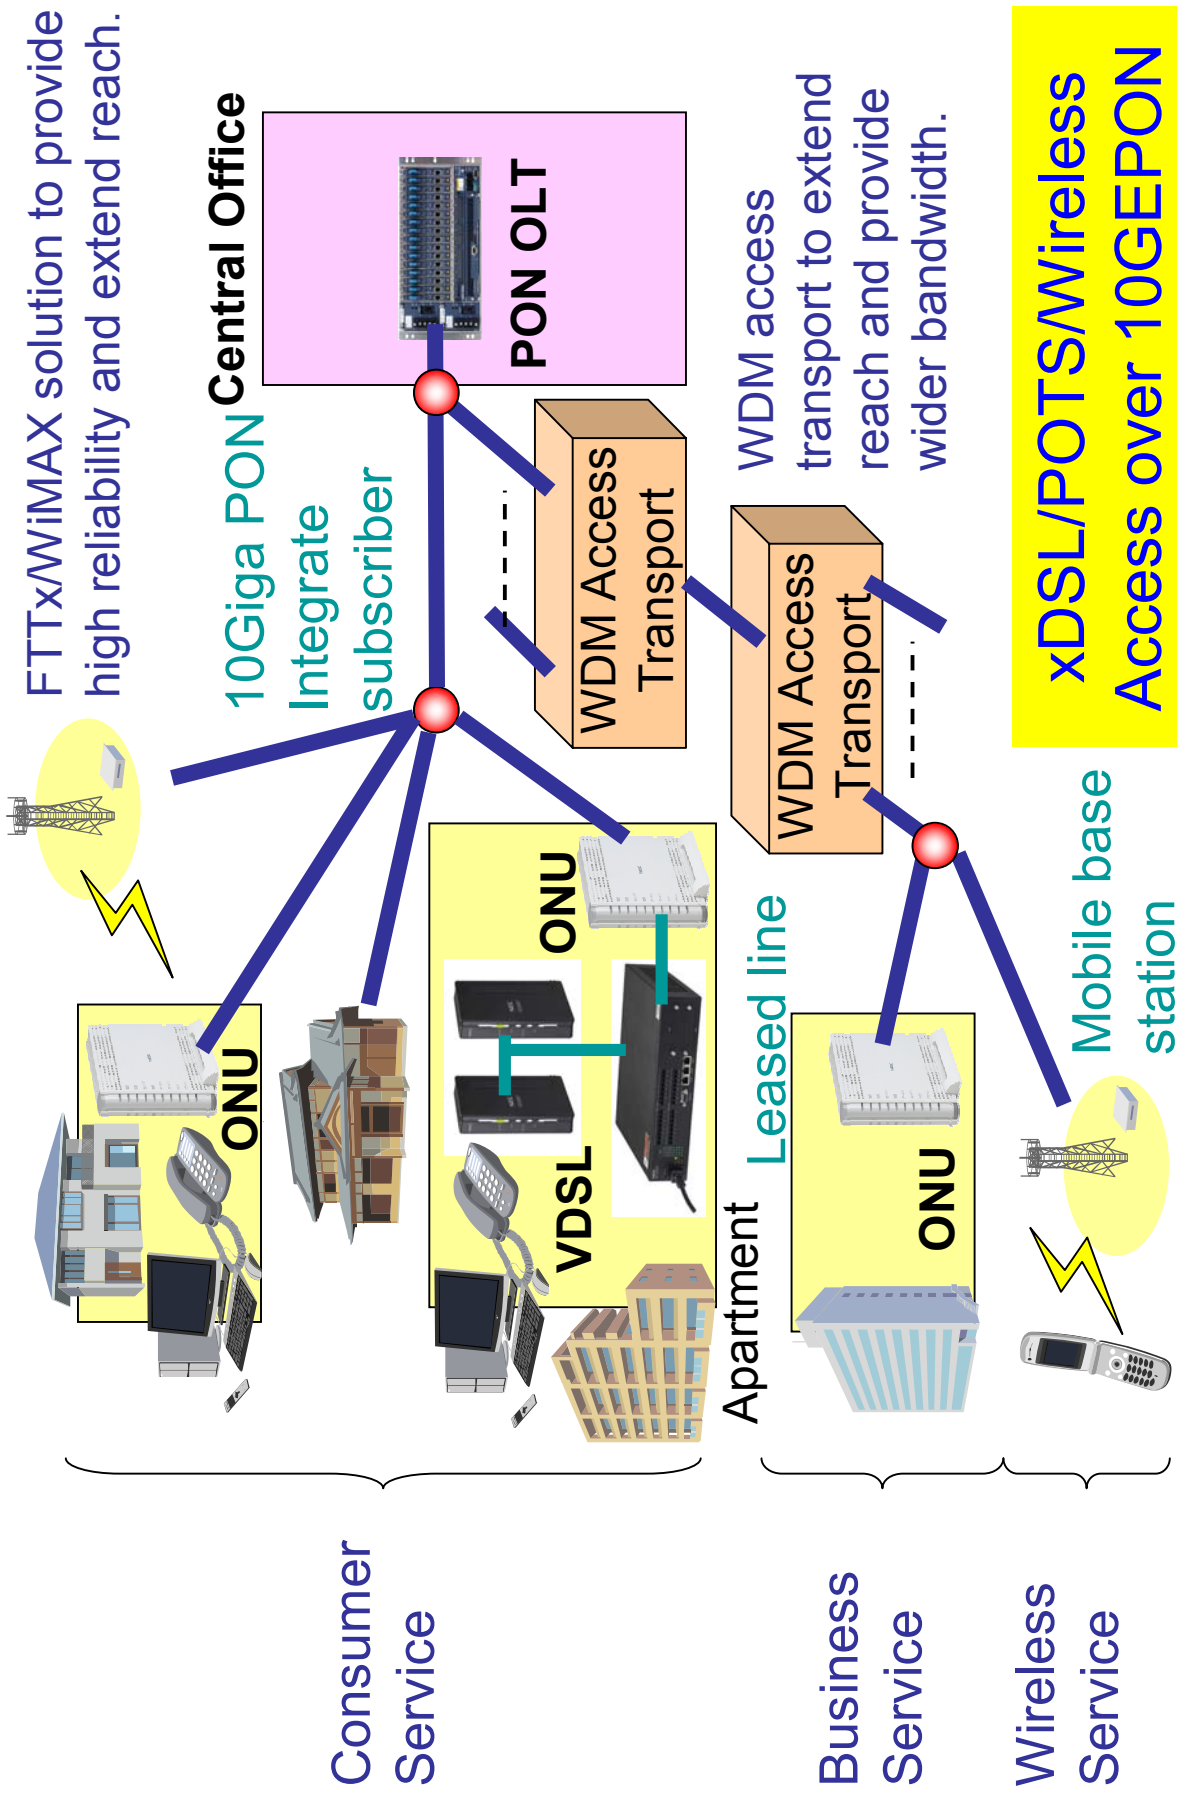 FTTx/WiMAX solution to provide
high reliability and extend reach.
Central Office
10Giga PON
Integrate
subscriber
PON OLT
ONU
WDM Access
Transport
WDM access
transport to extend
reach and provide
wider bandwidth.
ONU
VDSL
Apartment
WDM Access
Transport
Leased line
ONU
Mobile base
station
xDSL/POTS/Wireless
Access over 10GEPON
Consumer
Service
Business
Service
Wireless
Service